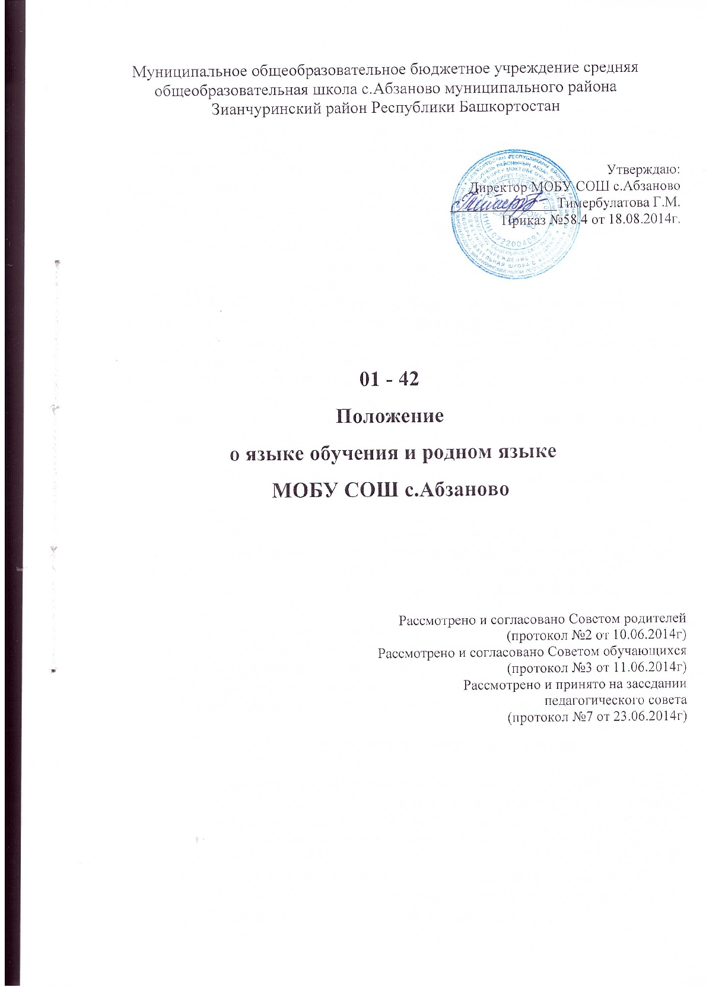 Муниципальное общеобразовательное бюджетное учреждение средняя
общеобразовательная школа с.Абзаново муниципального района
Зианчуринский район Республики Башкортостан
Утверждаю:
Директор МОБУ СОШ с.Абзаново
Тимербулатова Г.М.
Приказ №58.4 от 18.08.2014г.
ИНН 0222004091
01 - 42
Положение
о языке обучения и родном языке
МОБУ СОШ с.Абзаново
Рассмотрено и согласовано Советом родителей
(протокол №2 от 10.06.2014г)
Рассмотрено и согласовано Советом обучающихся
(протокол №3 от 11.06.2014г)
Рассмотрено и принято на заседании
педагогического совета
(протокол №7 от 23.06.2014г)